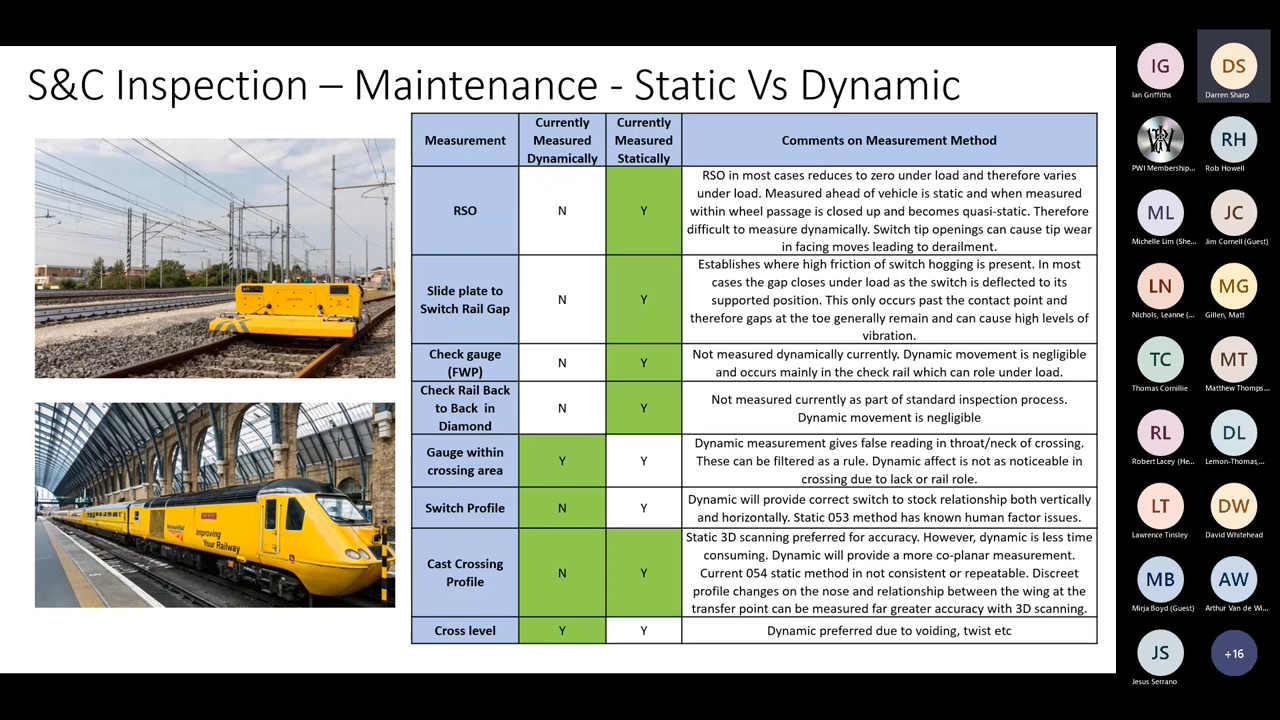 S&C Inspection – Maintenance - Static Vs Dynamic
Measurement
Currently
Measured
Dynamically
Currently
Measured
Statically
Comments on Measurement Method
RSO
N
Y
RSO in most cases reduces to zero under load and therefore varies
under load. Measured ahead of vehicle is static and when measured
within wheel passage is closed up and becomes quasi-static. Therefore
difficult to measure dynamically. Switch tip openings can cause tip wear
in facing moves leading to derailment.
Slide plate to
Switch Rail Gap
N
Y
Establishes where high friction of switch hogging is present. In most
cases the gap closes under load as the switch is deflected to its
supported position. This only occurs past the contact point and
therefore gaps at the toe generally remain and can cause high levels of
vibration.
Check gauge
(FWP)
N
Y
Not measured dynamically currently. Dynamic movement is negligible
and occurs mainly in the check rail which can role under load.
Check Rail Back
to Back in
Diamond
N
Y
Not measured currently as part of standard inspection process.
Dynamic movement is negligible
Gauge within
crossing area
Y
Y
Dynamic measurement gives false reading in throat/neck of crossing.
These can be filtered as a rule. Dynamic affect is not as noticeable in
crossing due to lack or rail role.
Switch Profile
N
Y
Dynamic will provide correct switch to stock relationship both vertically
and horizontally. Static 053 method has known human factor issues.
Cast Crossing
Profile
N
Y
Static 3D scanning preferred for accuracy. However, dynamic is less time
consuming. Dynamic will provide a more co-planar measurement.
Current 054 static method in not consistent or repeatable. Discreet
profile changes on the nose and relationship between the wing at the
transfer point can be measured far greater accuracy with 3D scanning.
Cross level
Y
Y
Dynamic preferred due to voiding, twist etc
Improving
Your Railway
IG
Ian Griffiths
DS
Darren Sharp
PWI Membership...
RH
Rob Howell
ML
Michelle Lim (She...
JC
Jim Cornell (Guest)
LN
Nichols, Leanne (...
MG
Gillen, Matt
TC
Thomas Cornillie
MT
Matthew Thomps...
RL
Robert Lacey (He...
DL
Lemon-Thomas,...
LT
Lawrence Tinsley
DW
David Whitehead
MB
Mirja Boyd (Guest)
AW
Arthur Van de Wi...
JS
Jesus Serrano
+16